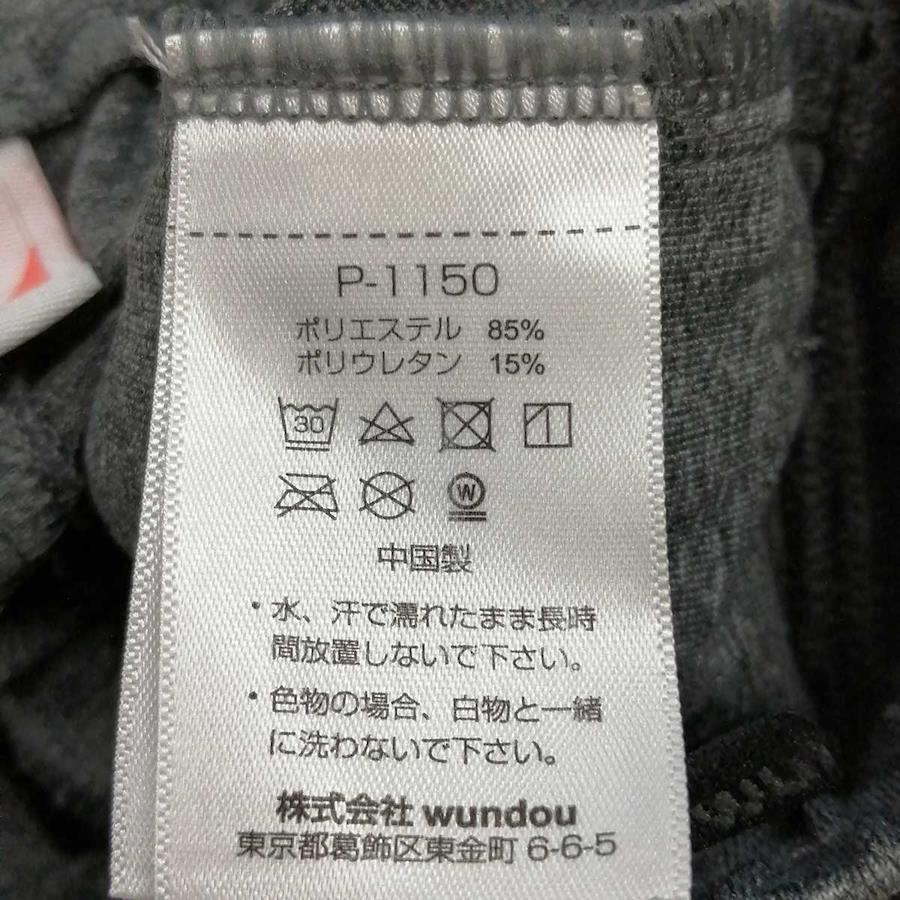 P-1150
ポリエステル 85%
ポリウレタン 15%
30
W
中国製
・水、汗で濡れたまま長時
間放置しないで下さい。
・色物の場合、白物と一緒
に洗わないで下さい。
株式会社 wundou
東京都葛飾区東金町 6-6-5